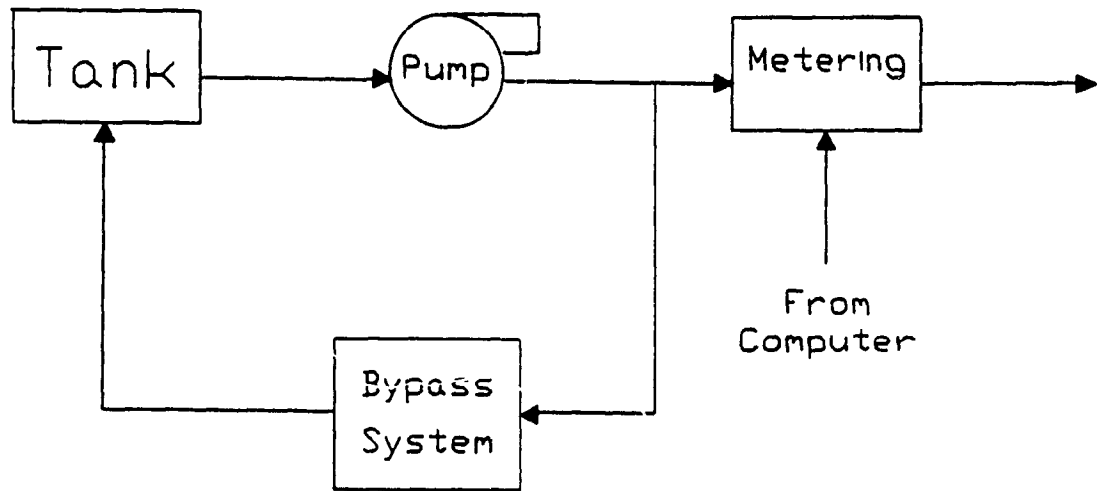 Tank
Pump
Metering
From
Computer
Bypass
System